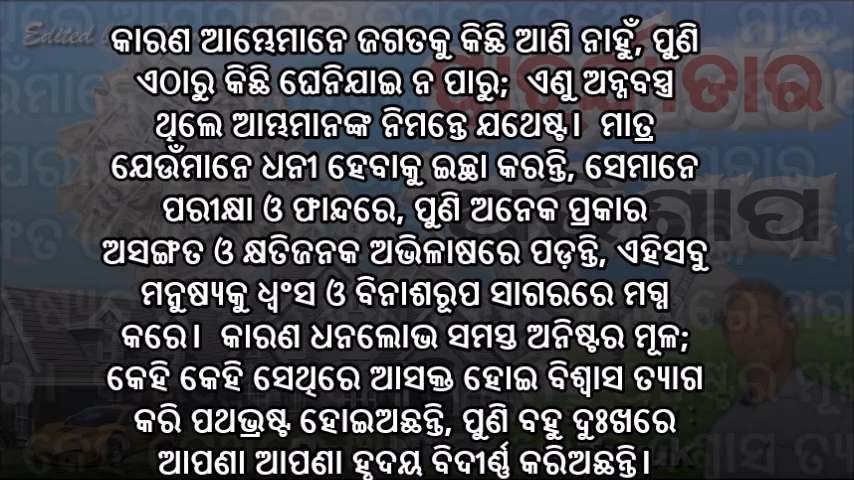 Edited
କାରଣ ଆମ୍ଭେମାନେ ଜଗତକୁ କିଛି ଆଣି ନାହୁଁ, ପୁଣି
ଏଠାରୁ କିଛି ଘେନିଯାଇ ନ ପାରୁ;  ଏଣୁ ଅନ୍ନବସ୍ତ୍ର
ଥିଲେ ଆମ୍ଭମାନଙ୍କ ନିମନ୍ତେ ଯଥେଷ୍ଟ।  ମାତ୍ର
ଯେଉଁମାନେ ଧନୀ ହେବାକୁ ଇଚ୍ଛା କରନ୍ତି, ସେମାନେ
ପରୀକ୍ଷା ଓ ଫାନ୍ଦରେ, ପୁଣି ଅନେକ ପ୍ରକାର
ଅସଙ୍ଗତ ଓ କ୍ଷତିଜନକ ଅଭିଳାଷରେ ପଡ଼ନ୍ତି, ଏହିସବୁ
ମନୁଷ୍ୟକୁ ଧ୍ୱଂସ ଓ ବିନାଶରୂପ ସାଗରରେ ମଗ୍ନ
କରେ।  କାରଣ ଧନଲୋଭ ସମସ୍ତ ଅନିଷ୍ଟର ମୂଳ;
କେହି କେହି ସେଥିରେ ଆସକ୍ତ ହୋଇ ବିଶ୍ୱାସ ତ୍ୟାଗ
କରି ପଥଭ୍ରଷ୍ଟ ହୋଇଅଛନ୍ତି, ପୁଣି ବହୁ ଦୁଃଖରେ
ଆପଣା ଆପଣା ହୃଦୟ ବିଦୀର୍ଣ୍ଣ କରିଅଛନ୍ତି।